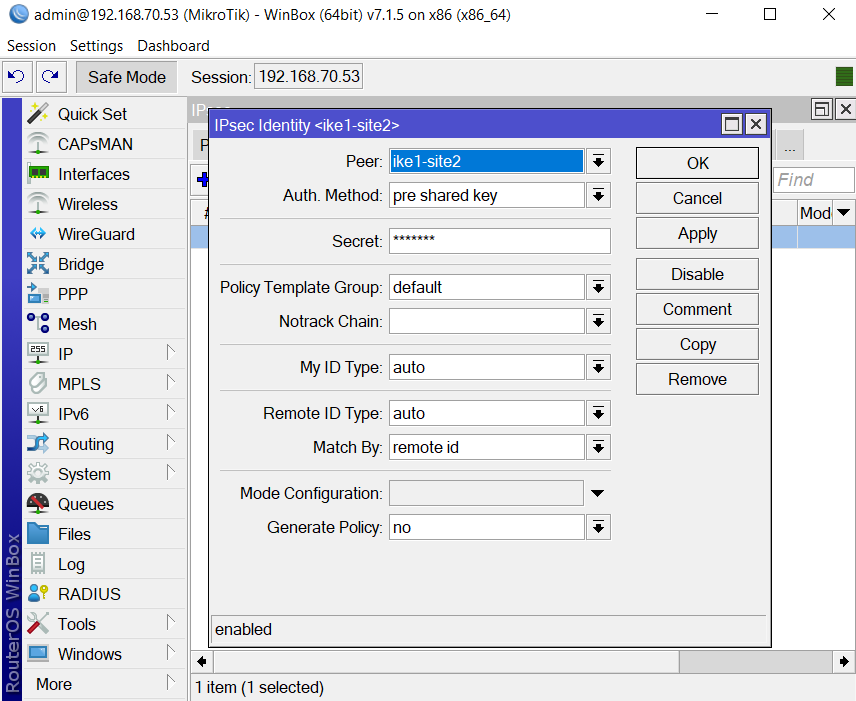 admin@192.168.70.53 (MikroTik) - WinBox (64bit) v7.1.5 on x86 (x86_64)
Session Settings Dashboard
Safe Mode Session: 192.168.70.53
Quick Set
CAPsMAN
Interfaces
Wireless
WireGuard
Bridge
PPP
Mesh
IP
MPLS
IPv6
Routing
System
Queues
Files
Log
RADIUS
Tools
Windows
More
RouterOS WinBox
IPsec Identity <ike1-site2>
Peer: ike1-site2
Auth. Method: pre shared key
Secret: *******
Policy Template Group: default
Notrack Chain:
My ID Type: auto
Remote ID Type: auto
Match By: remote id
Mode Configuration:
Generate Policy: no
OK
Cancel
Apply
Disable
Comment
Copy
Remove
enabled
...
Find
#
1 item (1 selected)